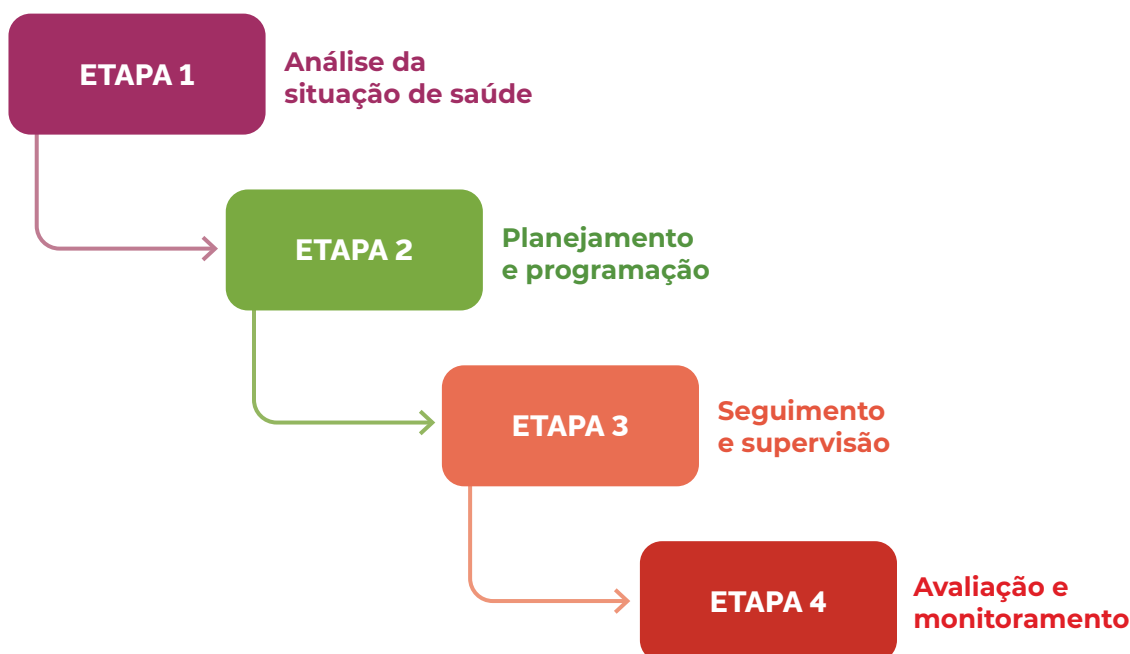 ETAPA 1
Análise da
situação de saúde
ETAPA 2
Planejamento
e programação
ETAPA 3
Seguimento
e supervisão
ETAPA 4
Avaliação e
monitoramento